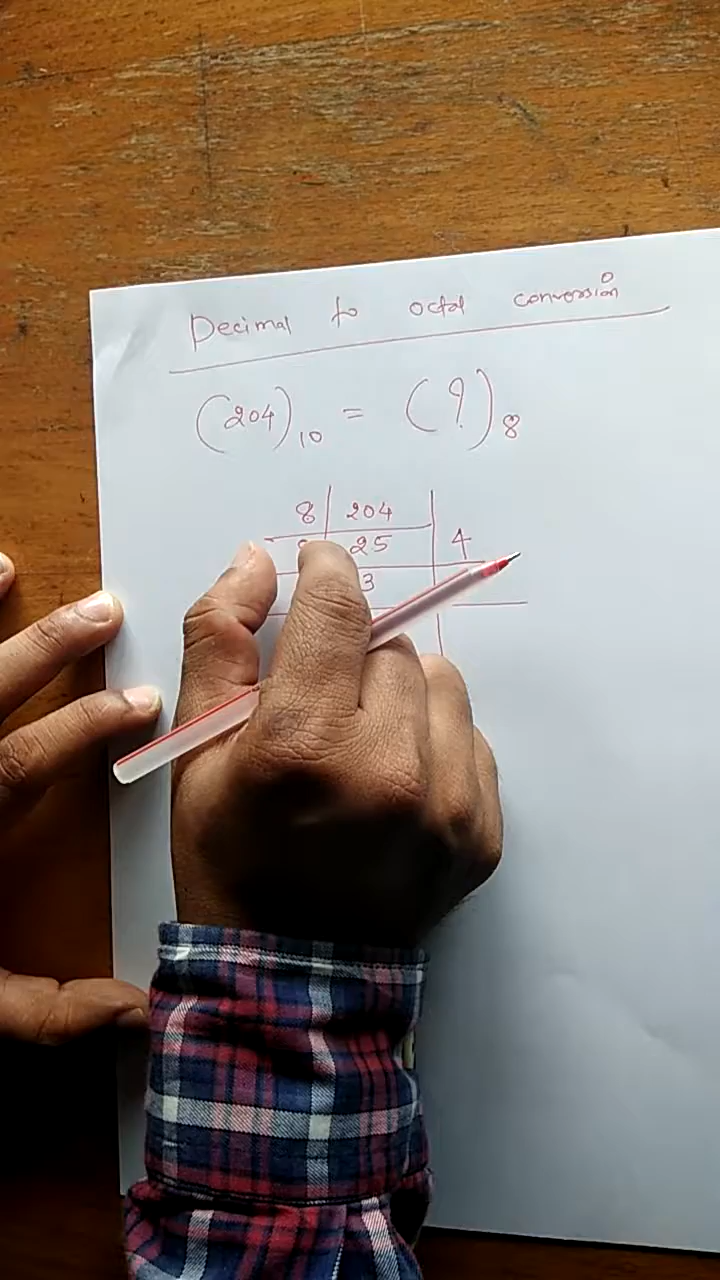 Decimal to octal conversion
(204)10 = (?)8
8 204
25 4
3